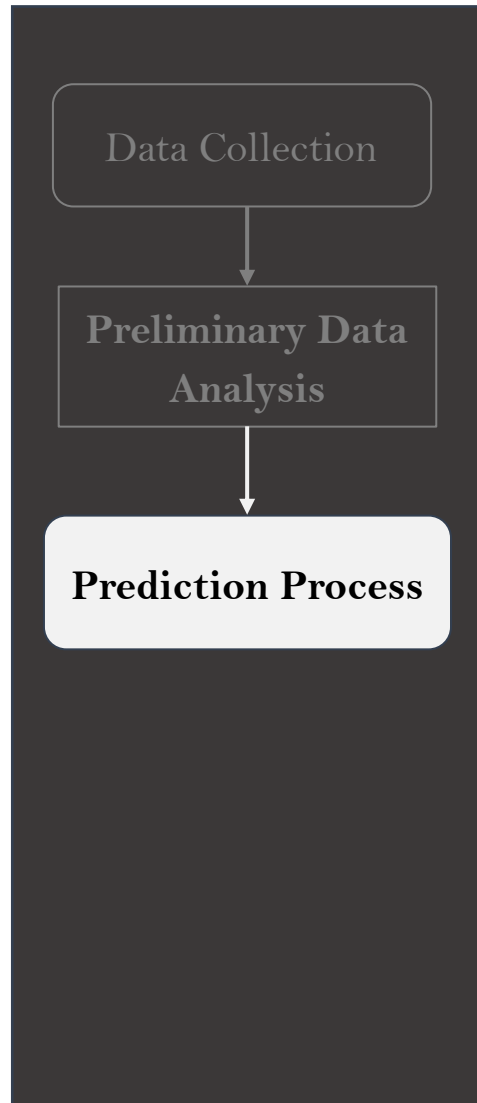 Data Collection
Preliminary Data
Analysis
Prediction Process